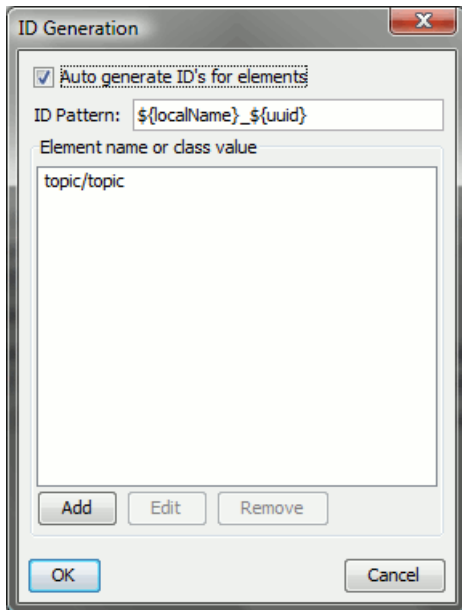 ID Generation
Auto generate ID's for elements
ID Pattern: ${localName}_${uuid}
Element name or class value
topic/topic
Add Edit Remove
OK Cancel